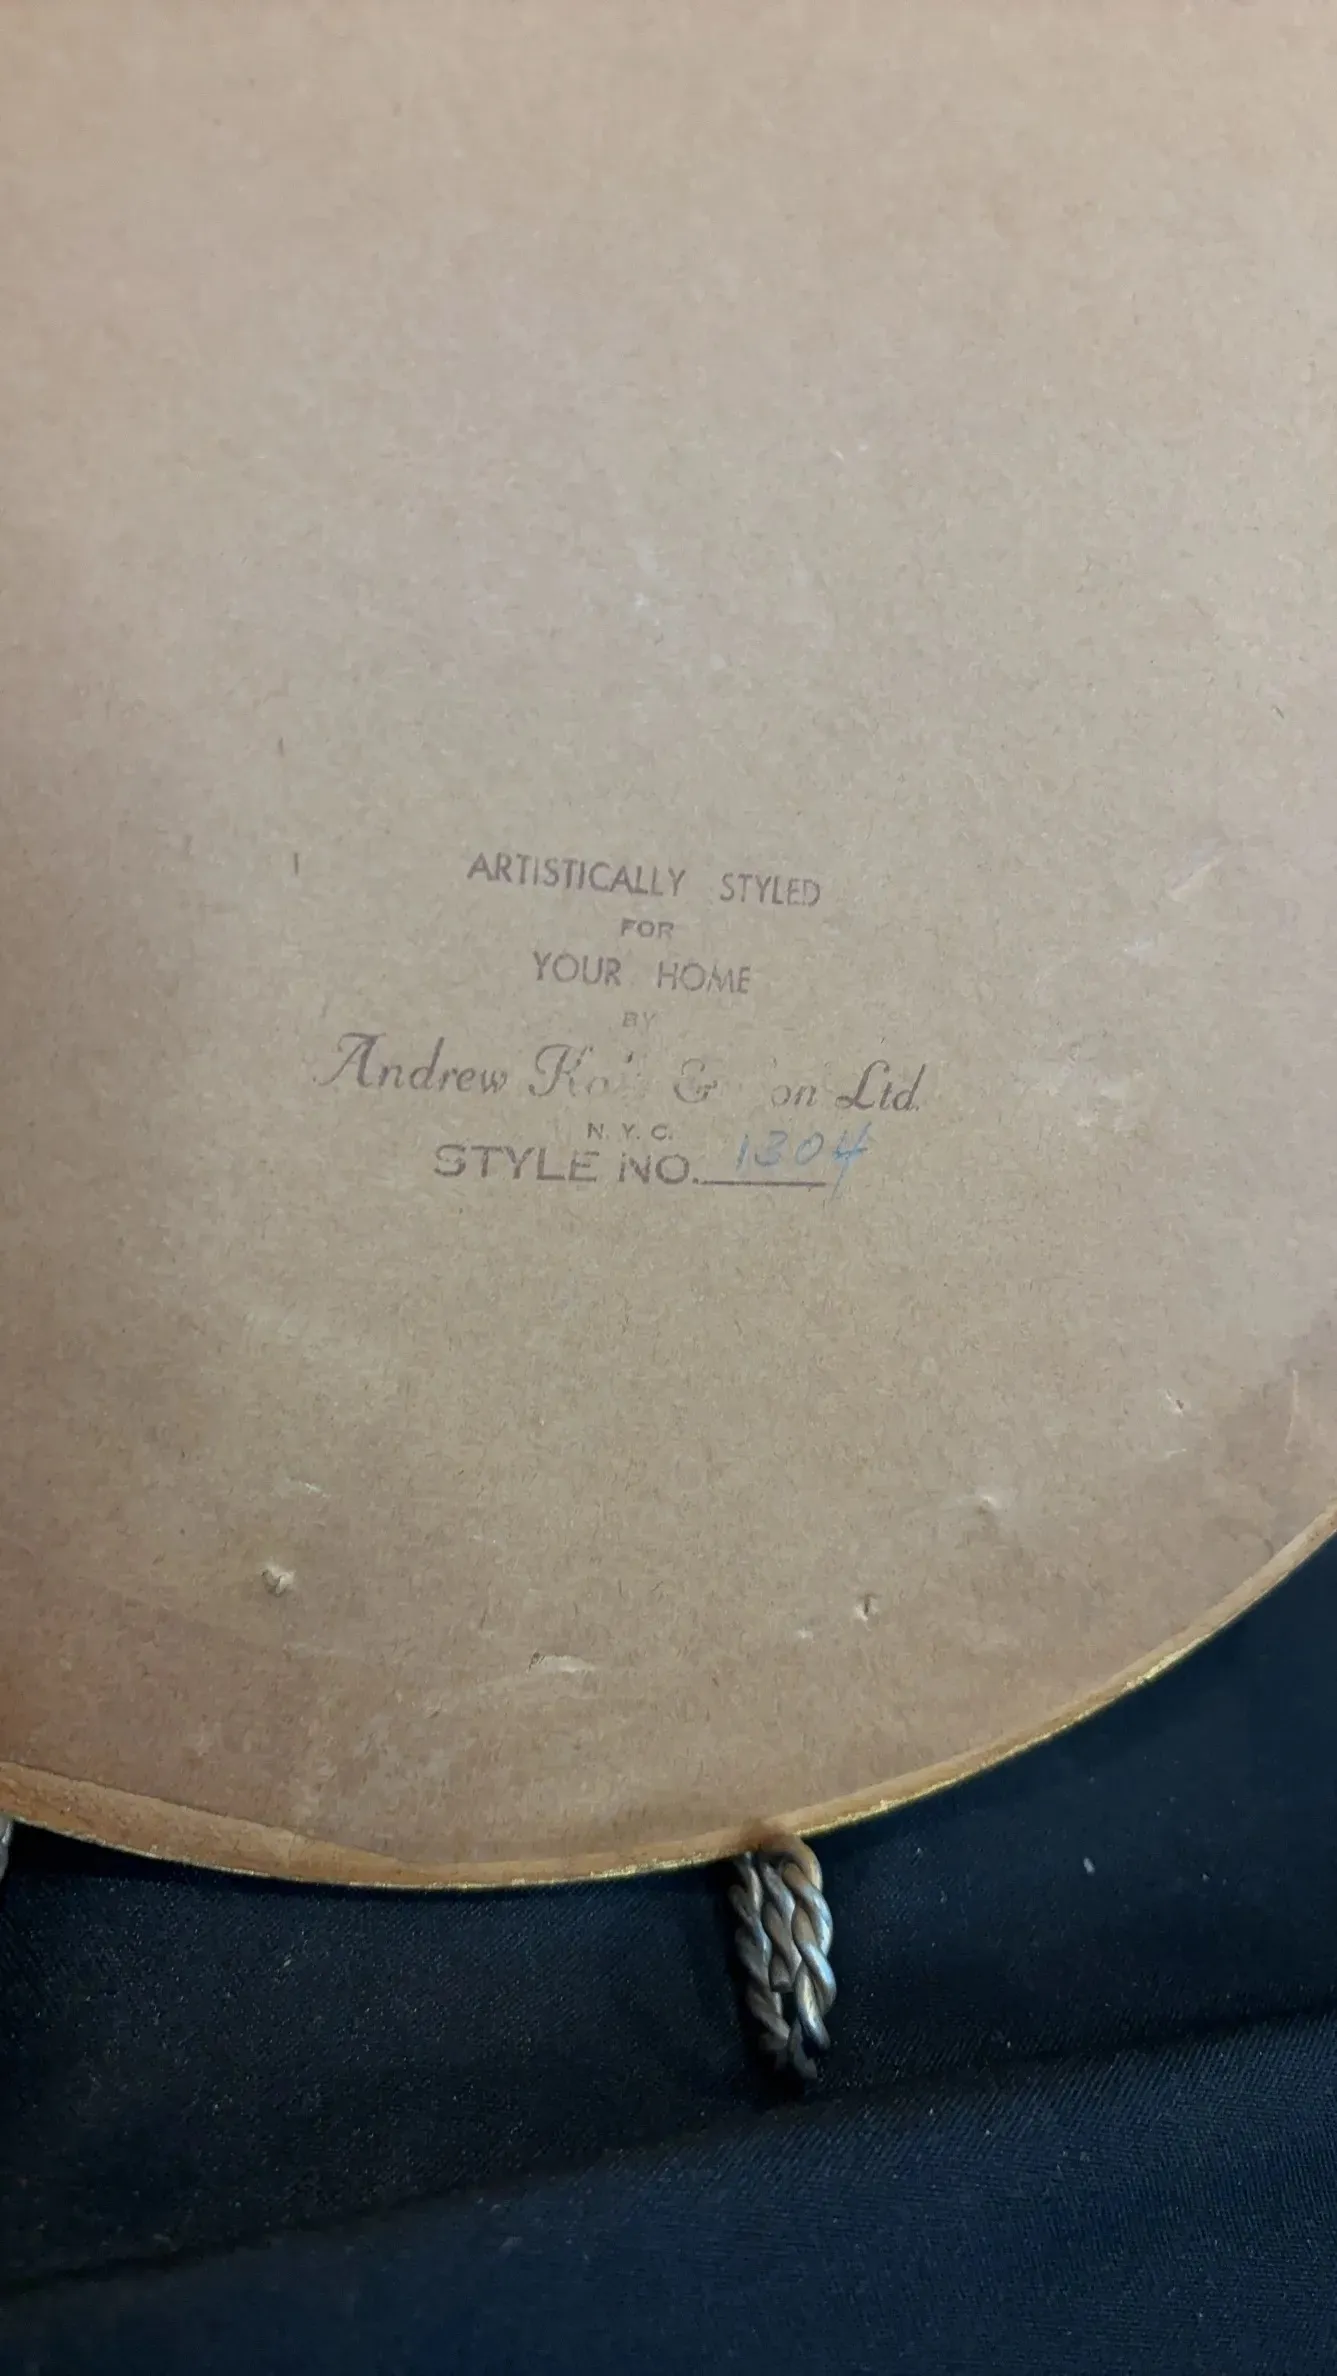 ARTISTICALLY STYLED
FOR
YOUR HOME
BY
Andrew & Ltd.
N.Y.C.
STYLE NO. 1304